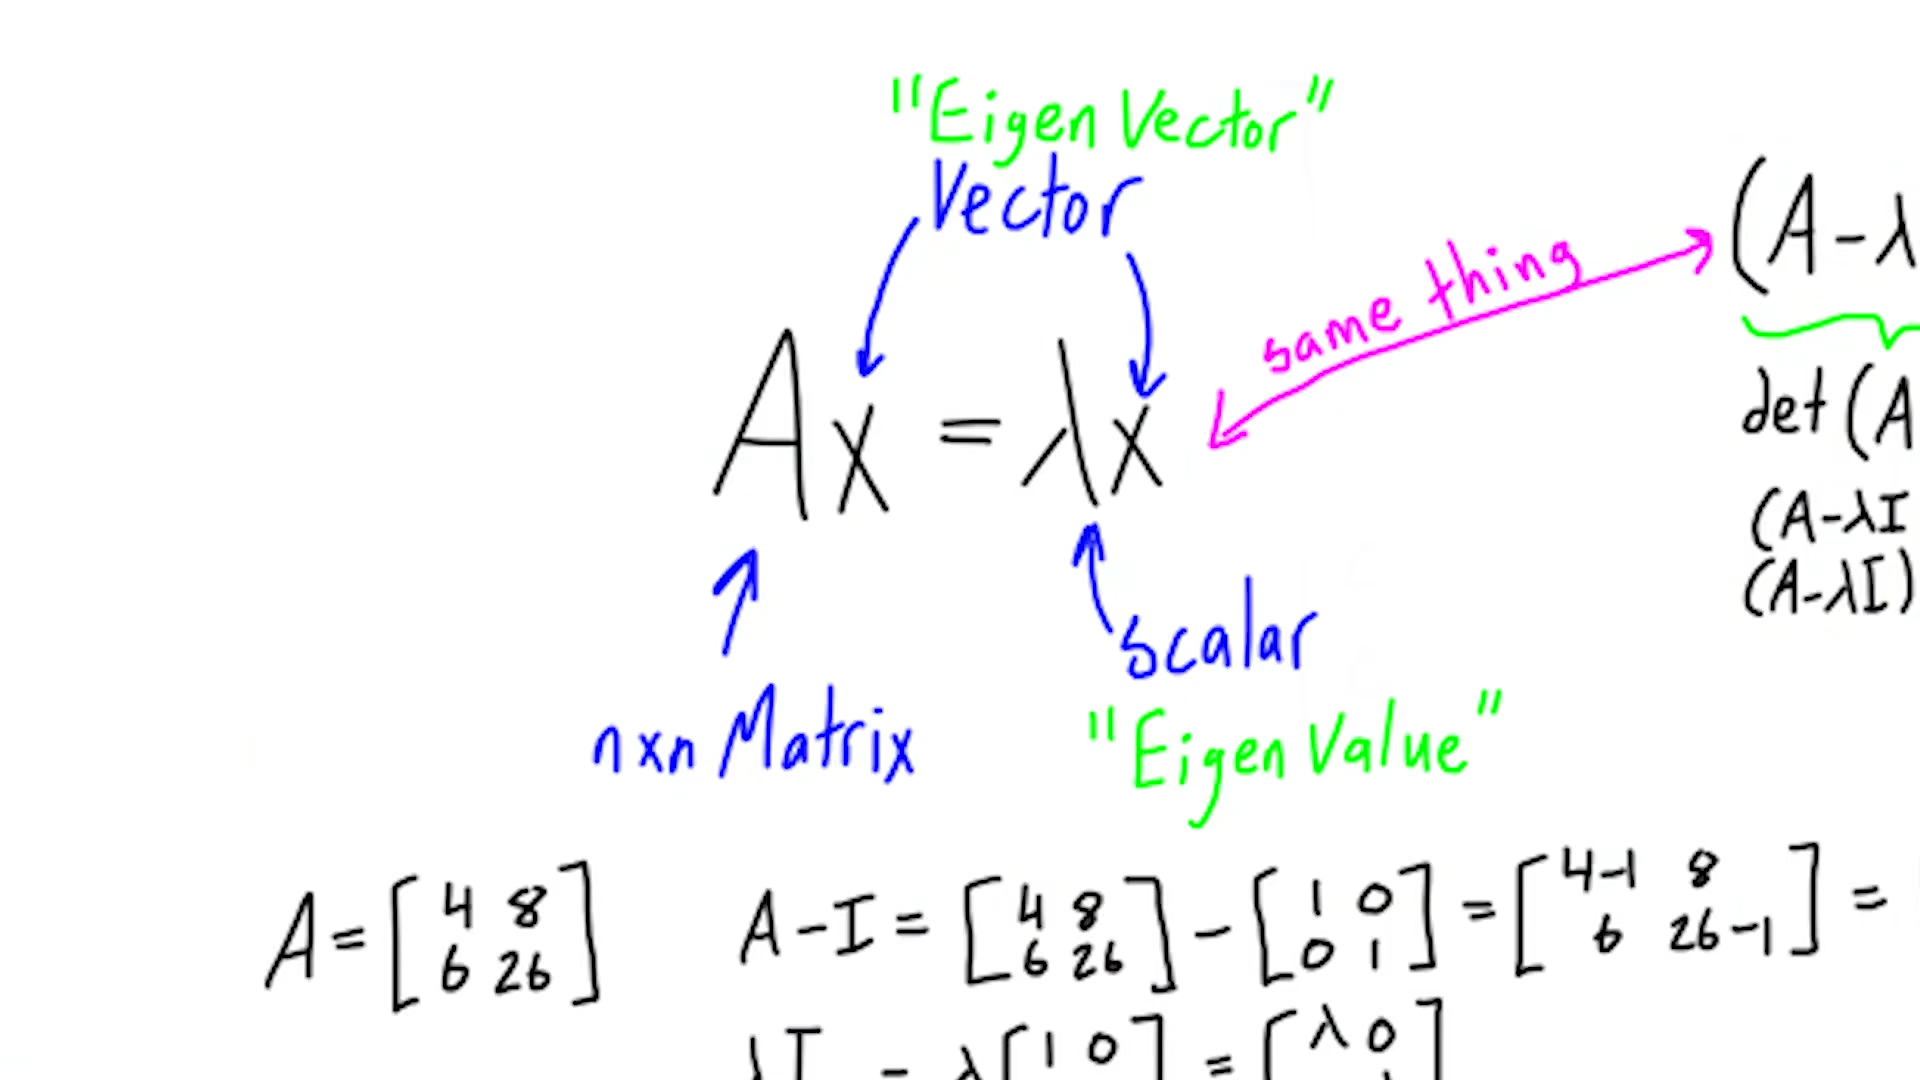 "Eigen Vector"
Vector
same thing
(A-λ
Ax = λx
det(A
(A-λI
(A-λI)
scalar
nxn Matrix
"Eigen Value"
A = [4 8
6 26]
A-I = [4 8
6 26] - [1 0
0 1] = [4-1 8
6 26-1] =
λI = λ[1 0] = [λ 0]